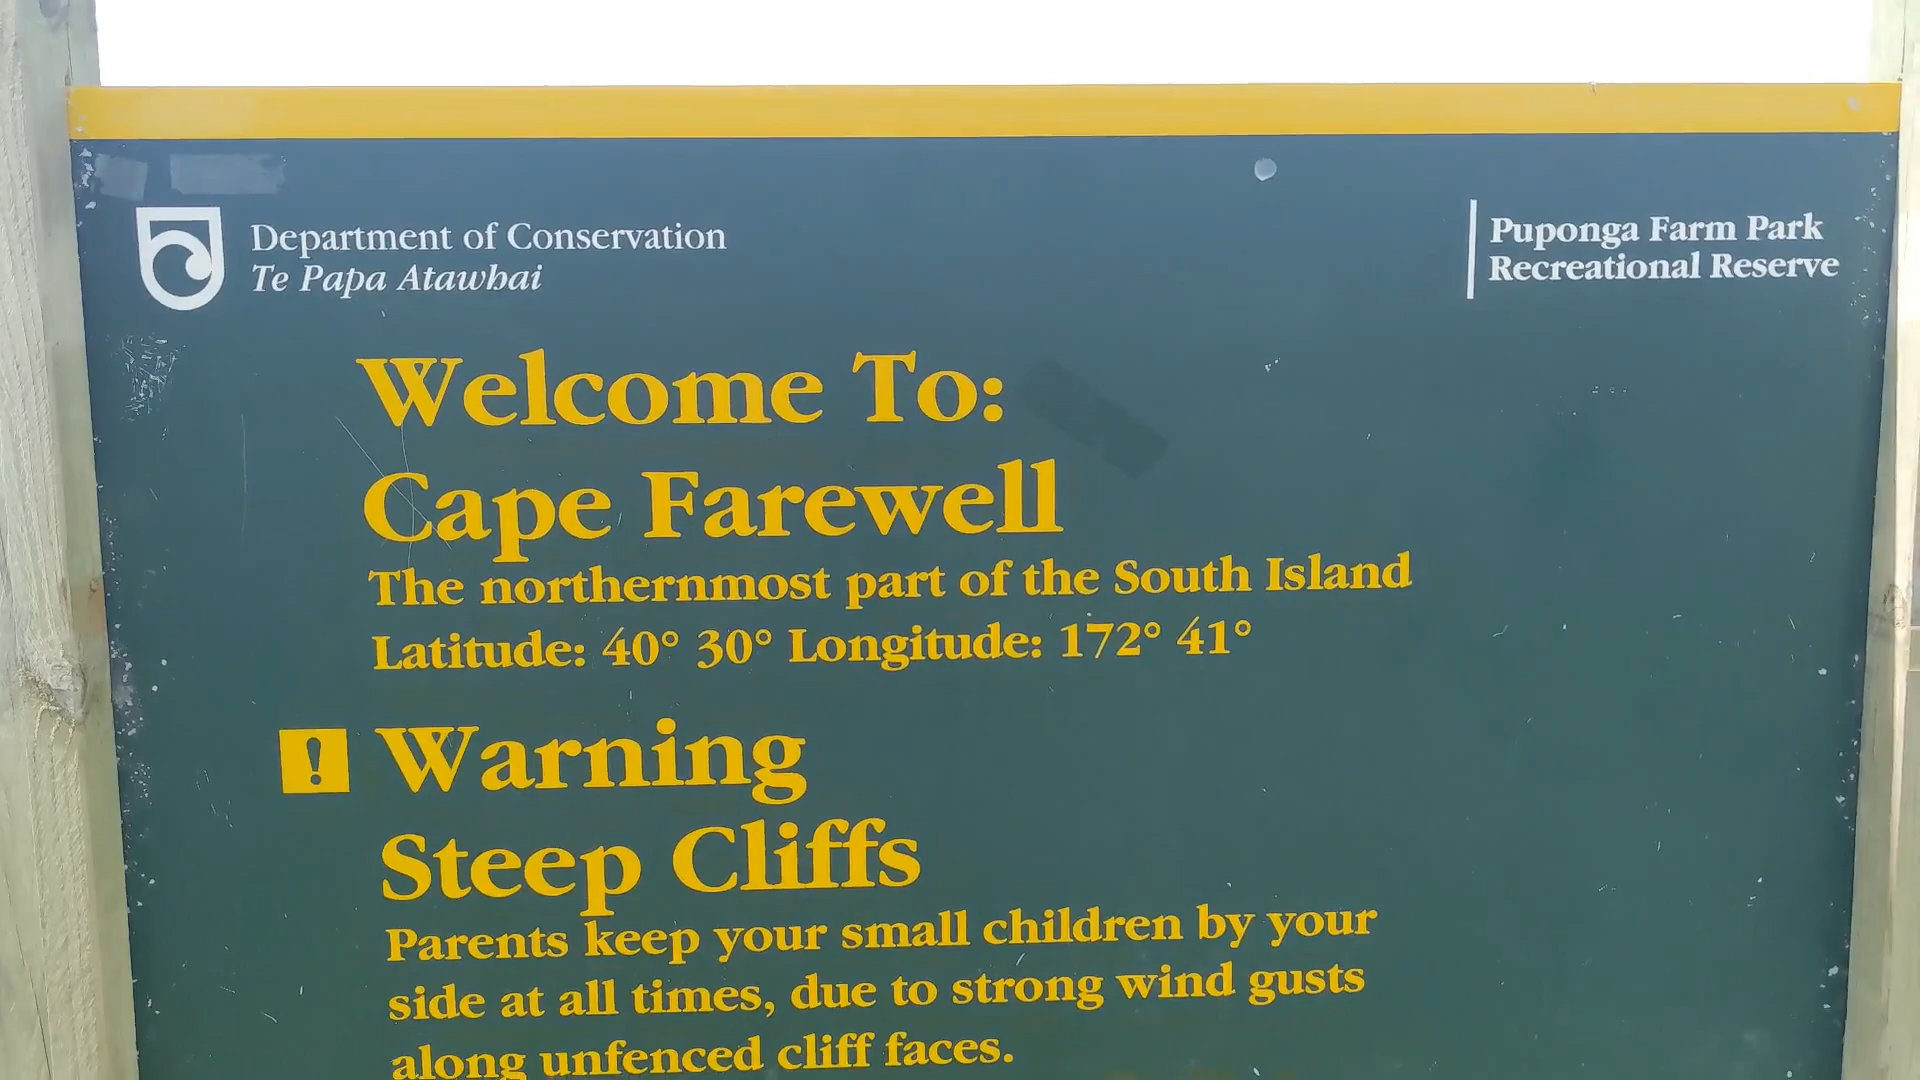 Department of Conservation
Te Papa Atawhai
Puponga Farm Park
Recreational Reserve
Welcome To:
Cape Farewell
The northernmost part of the South Island
Latitude: 40° 30° Longitude: 172° 41°
! Warning
Steep Cliffs
Parents keep your small children by your
side at all times, due to strong wind gusts
along unfenced cliff faces.